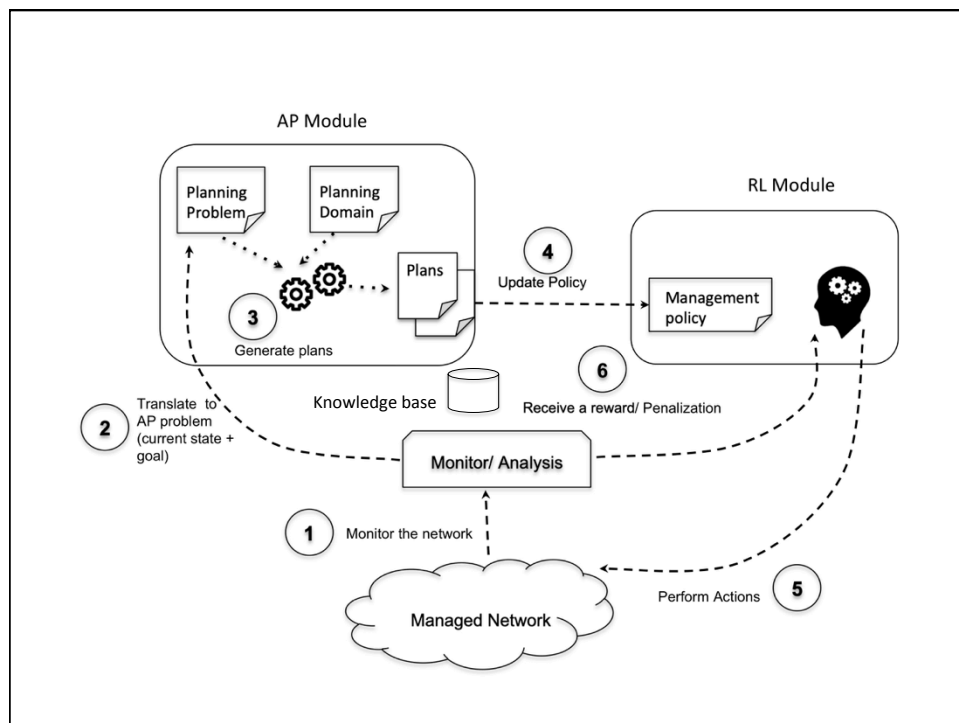 AP Module
RL Module
Planning
Problem
Planning
Domain
Plans
4
Update Policy
Management
policy
3
Generate plans
6
Receive a reward/ Penalization
Knowledge base
2
Translate to
AP problem
(current state +
goal)
Monitor/ Analysis
1
Monitor the network
Managed Network
Perform Actions
5